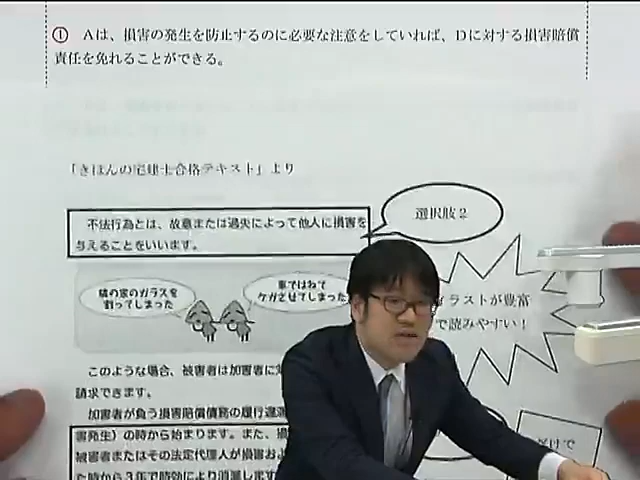 ① Aは、損害の発生を防止するのに必要な注意をしていれば、Dに対する損害賠償
責任を免れることができる。
「きほんの宅建士合格テキスト」より
不法行為とは、故意または過失によって他人に損害を
与えることをいいます。
選択肢2
隣の家のガラスを
割ってしまった
車ではねて
ケガさせてしまった
イラストが豊富
で読みやすい！
このような場合、被害者は加害者に
請求できます。
加害者が負う損害賠償債務の履行遅
害発生）の時から始まります。また、損
被害者またはその法定代理人が損害およ
た時から3年で時効により消滅します